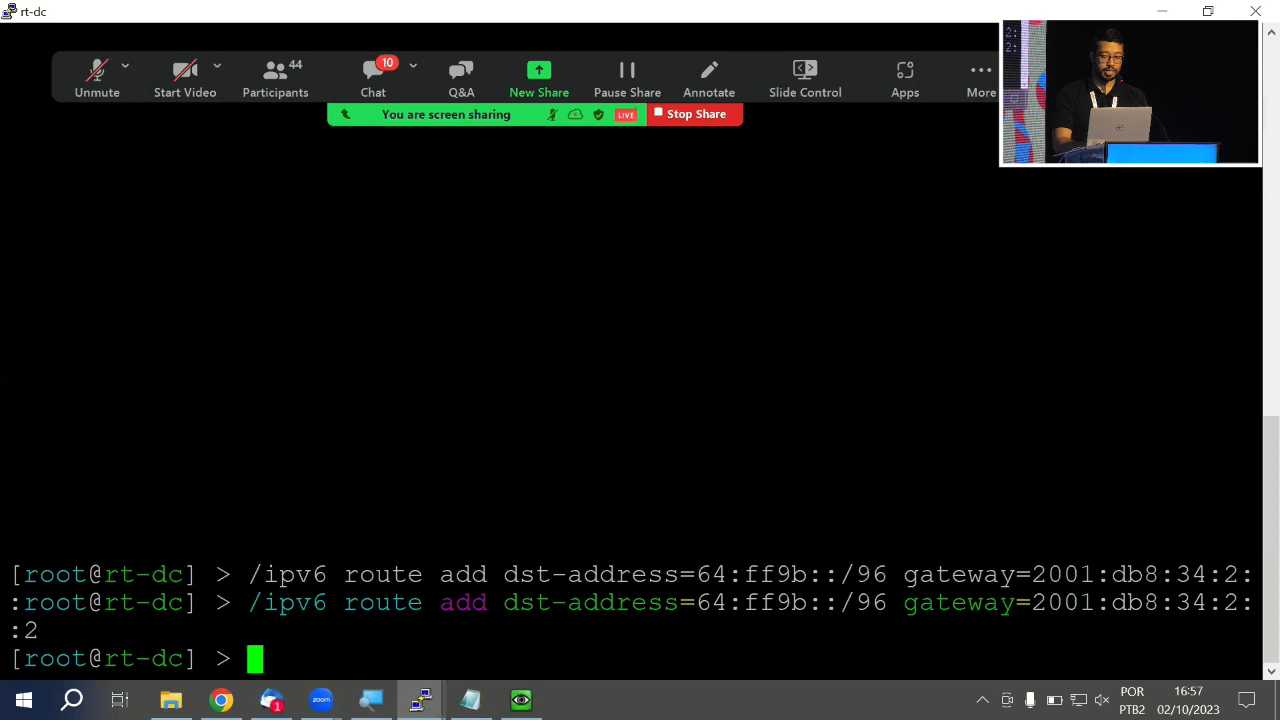 rt-dc
10
44
Unmute
Start Video
Participants
Chat
Q&A
New Share
Pause Share
Annotate
de Control
Apps
More
You are screen sharing
LIVE
Stop Share
[root@rt-dc] > /ipv6 route add dst-address=64:ff9b::/96 gateway=2001:db8:34:2:
:root@rt-dc] > /ipv6 route add dst-address=64:ff9b::/96 gateway=2001:db8:34:2:
:2
[root@rt-dc] >
1
zoom
POR
PTB2
16:57
02/10/2023